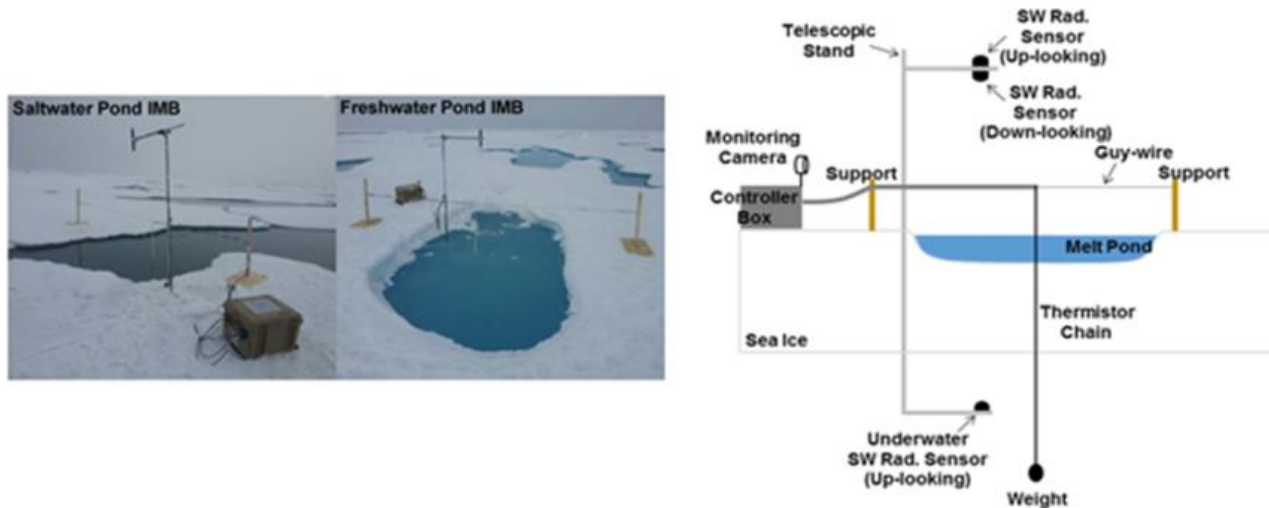 Saltwater Pond IMB
Freshwater Pond IMB
Telescopic
Stand
SW Rad.
Sensor
(Up-looking)
SW Rad.
Sensor
(Down-looking)
Monitoring
Camera
Support
Guy-wire
Support
Controller
Box
Melt Pond
Thermistor
Chain
Sea Ice
Underwater
SW Rad. Sensor
(Up-looking)
Weight